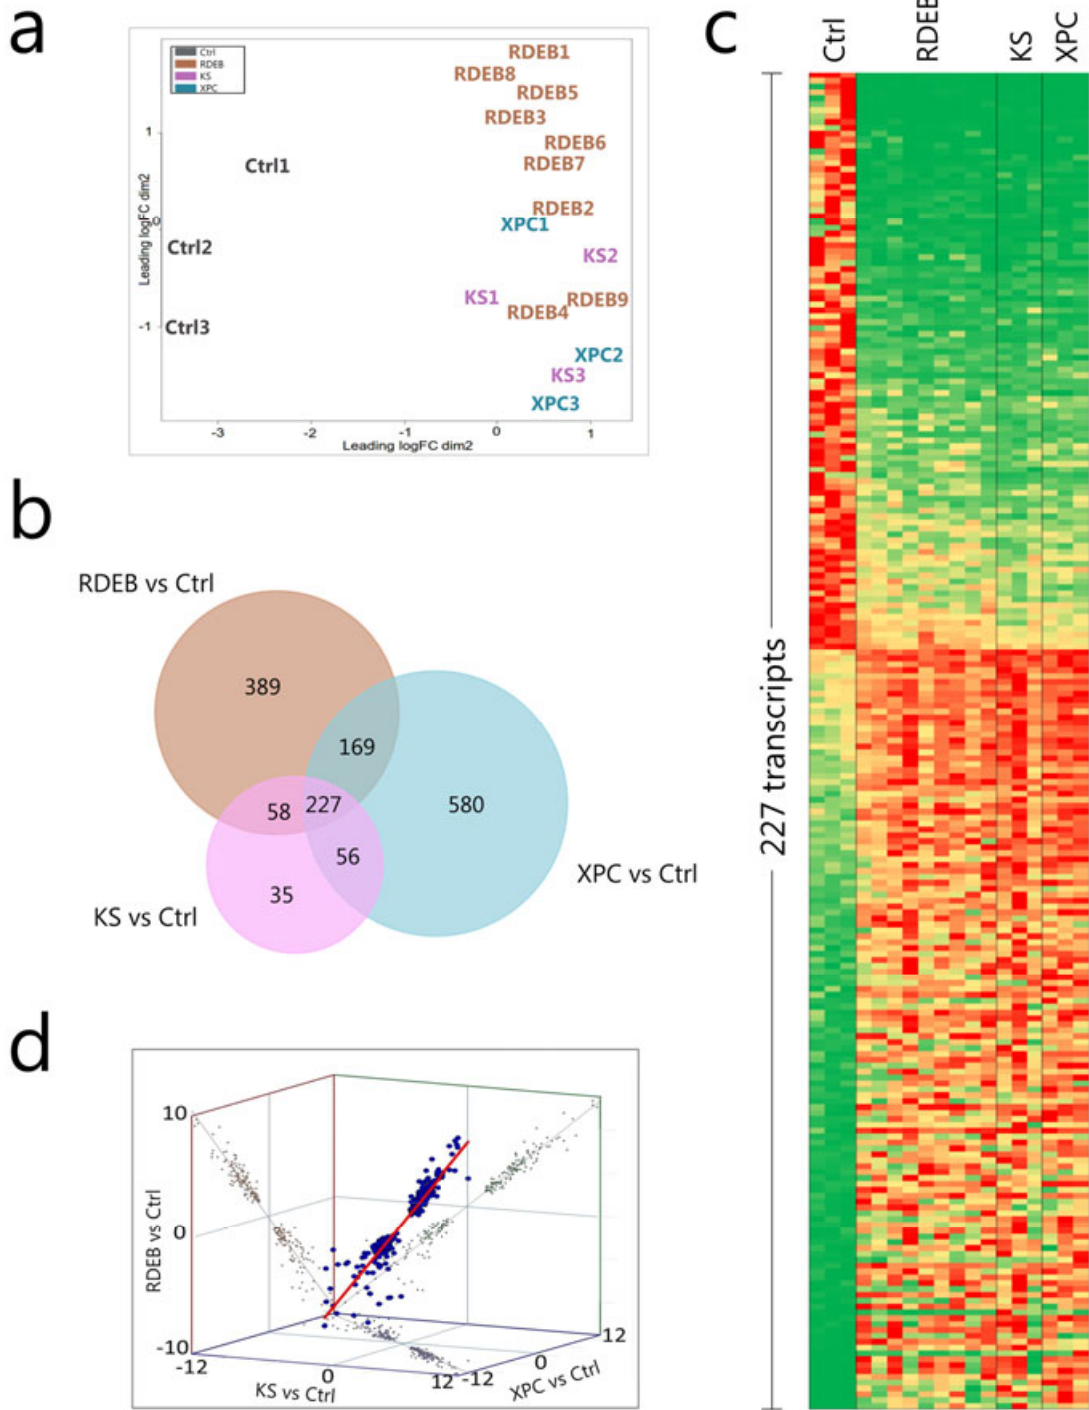 a
Ctrl
RDEB
KS
XPC
RDEB1
RDEB8
RDEB5
RDEB3
RDEB6
RDEB7
RDEB2
XPC1
KS2
KS1
RDEB9
RDEB4
XPC2
KS3
XPC3
Ctrl1
Ctrl2
Ctrl3
Leading logFC dim2
1
0
-1
-3
-2
-1
0
1
Leading logFC dim2
b
RDEB vs Ctrl
389
169
58
227
580
56
35
KS vs Ctrl
XPC vs Ctrl
c
Ctrl
RDEB
KS
XPC
227 transcripts
d
RDEB vs Ctrl
10
0
-10
-12
0
12
KS vs Ctrl
-12
0
12
XPC vs Ctrl